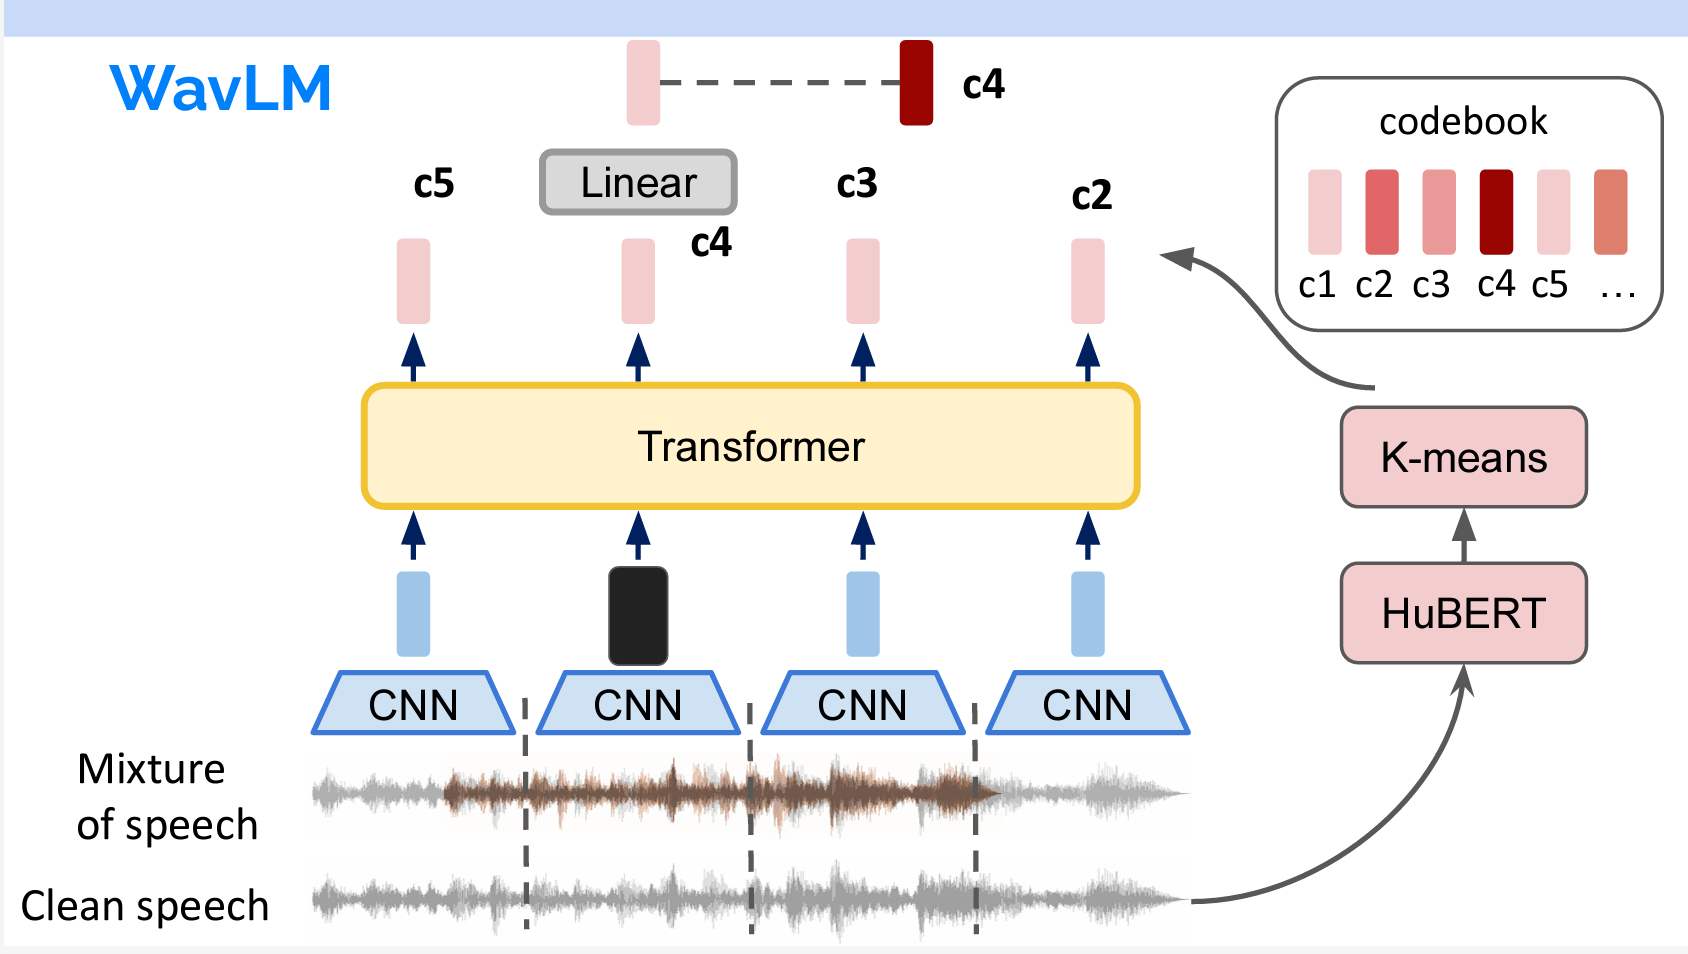 WavLM
c4
codebook
c5
Linear
c3
c2
c4
c1 c2 c3 c4 c5 ...
Transformer
K-means
HuBERT
CNN CNN CNN CNN
Mixture
of speech
Clean speech